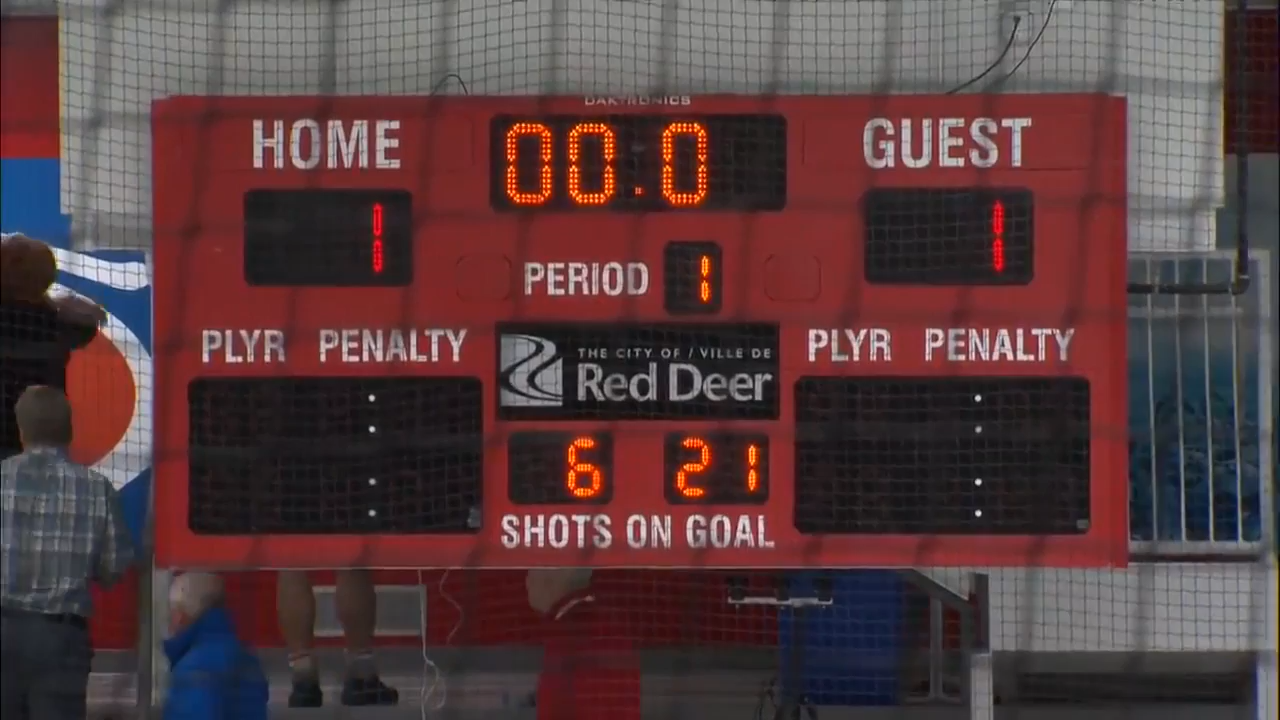 DAKTRONICS
HOME 00.0 GUEST
1 1
PERIOD 1
PLYR PENALTY PLYR PENALTY
THE CITY OF / VILLE DE
Red Deer
: :
6 21
: :
SHOTS ON GOAL